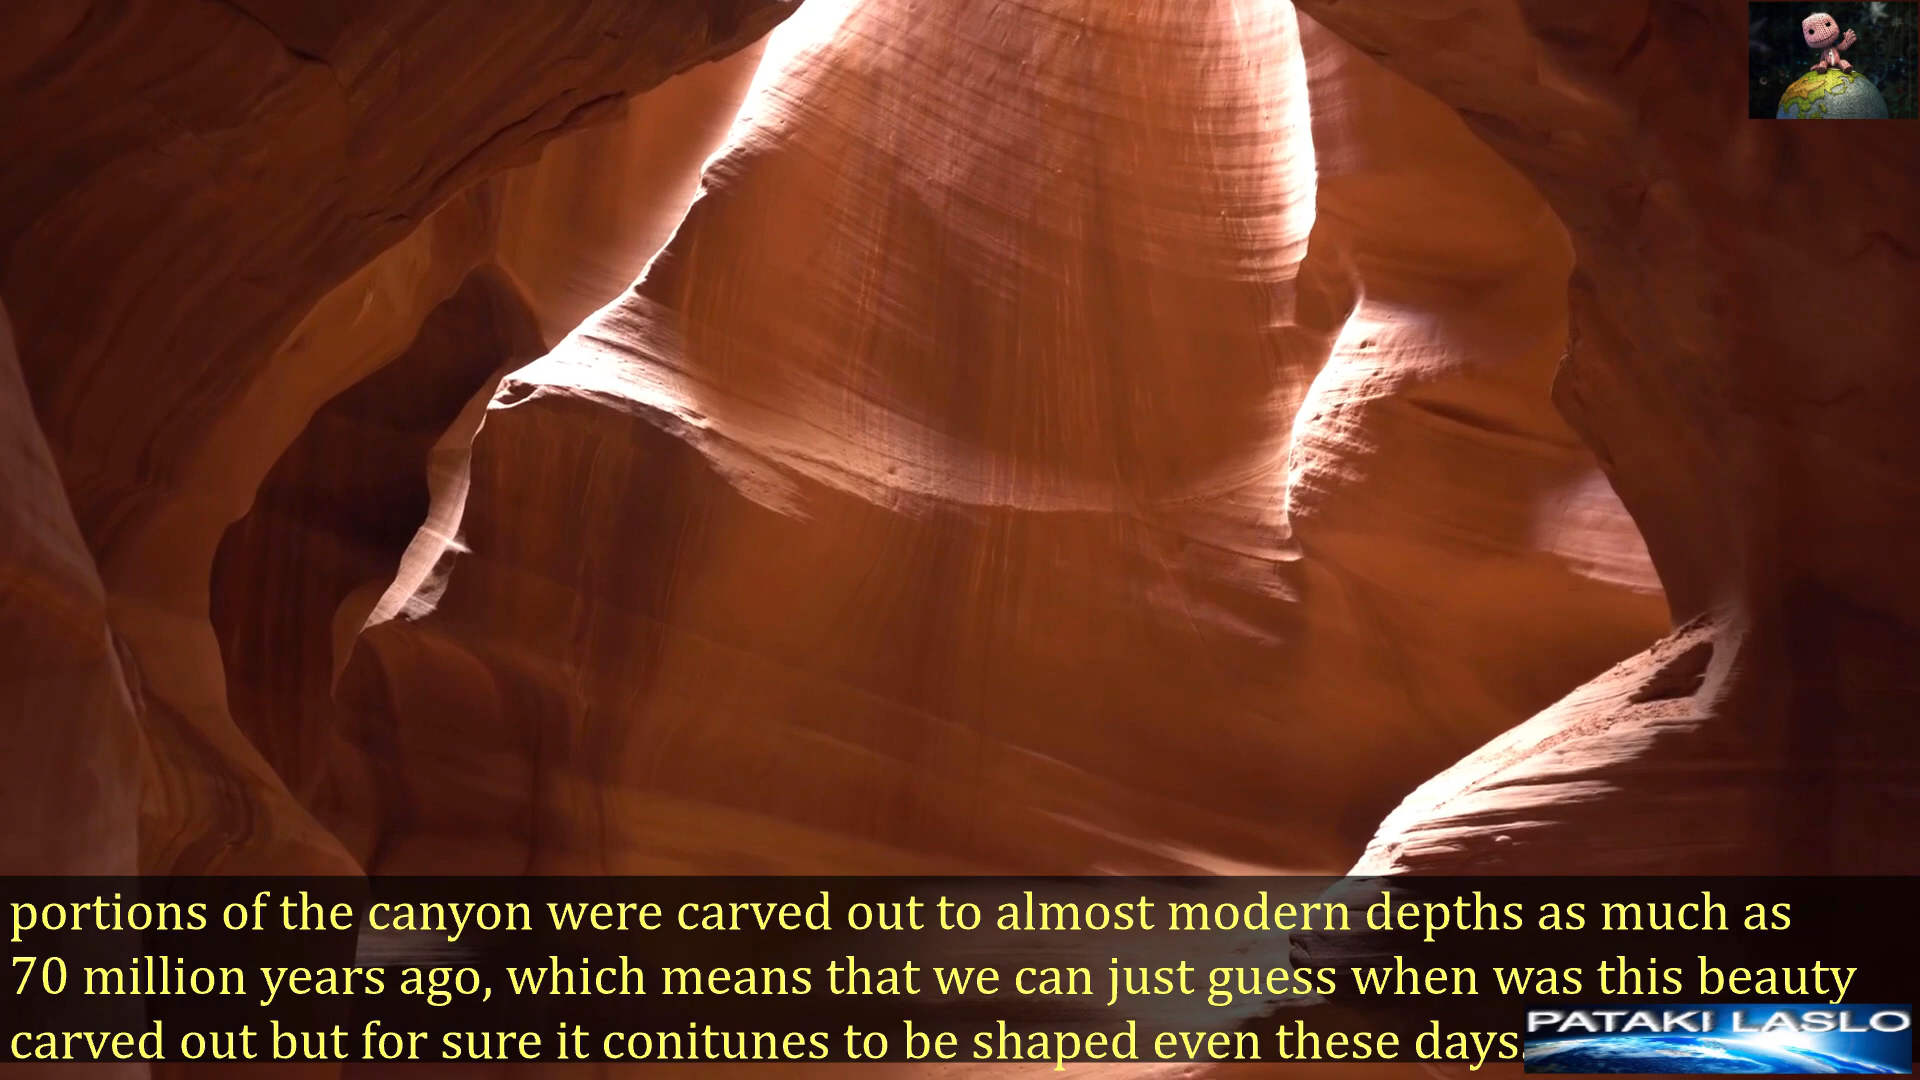 portions of the canyon were carved out to almost modern depths as much as
70 million years ago, which means that we can just guess when was this beauty
carved out but for sure it conitunes to be shaped even these days.
PATAKI LASLO